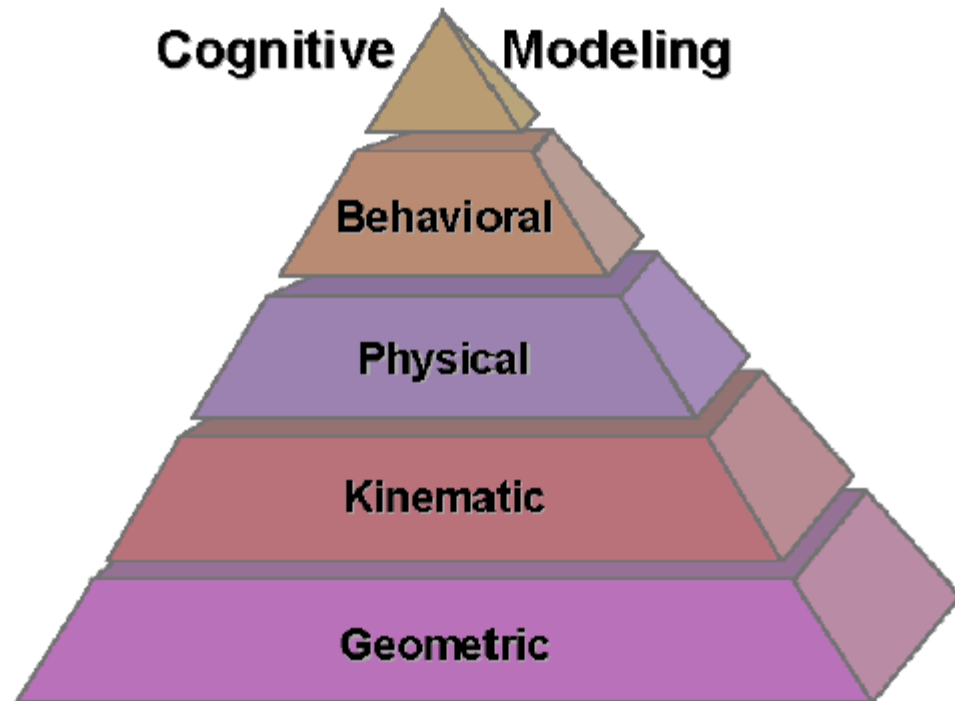 Cognitive Modeling
Behavioral
Physical
Kinematic
Geometric